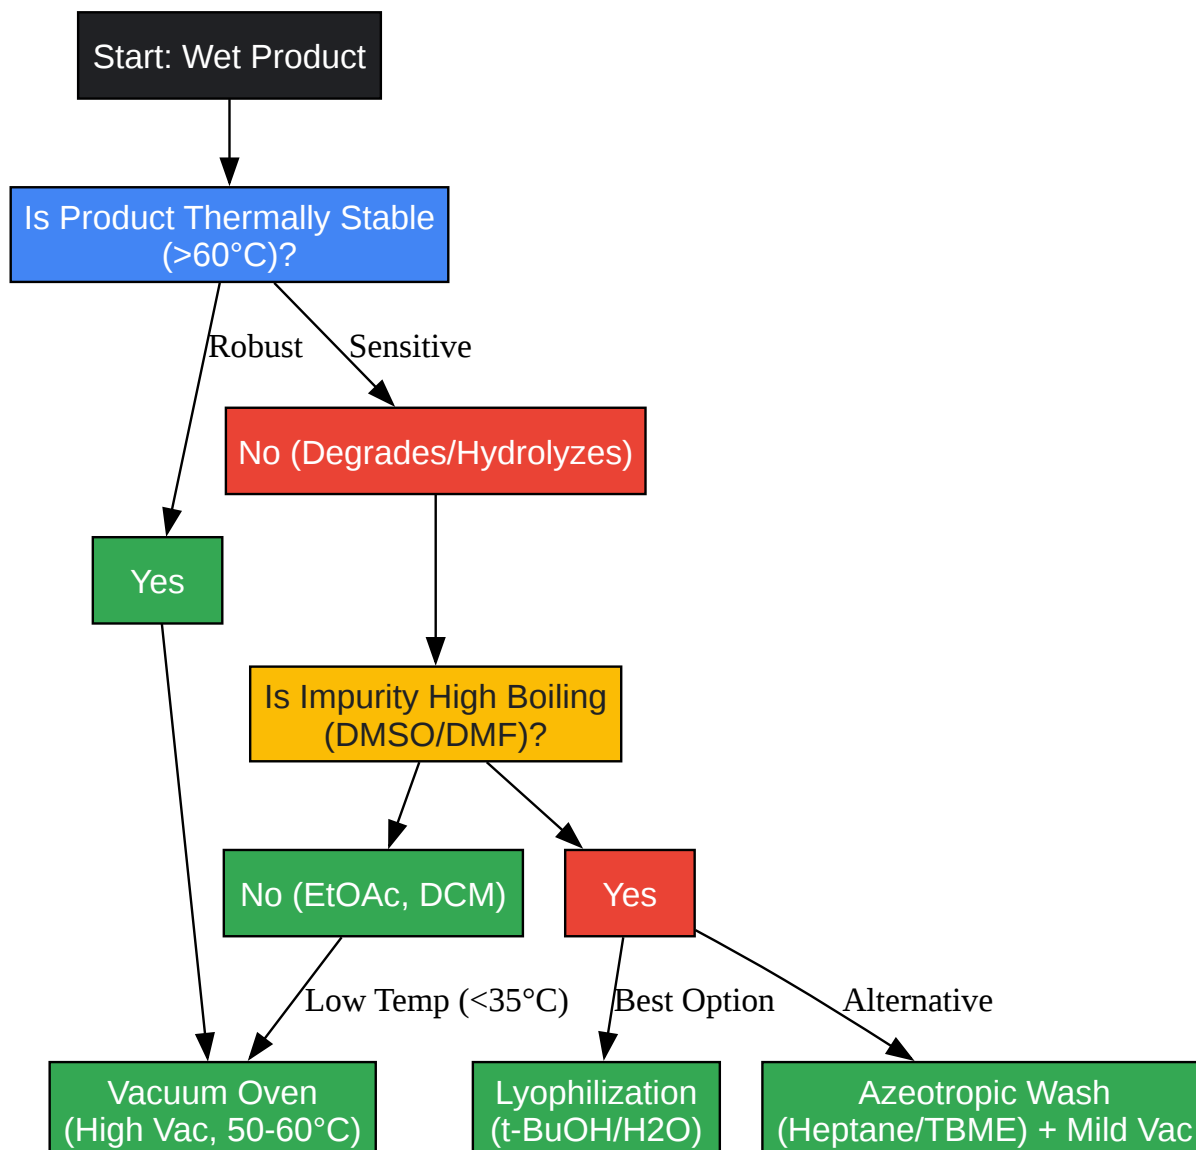 Start: Wet Product
Is Product Thermally Stable
(>60°C)?
Robust
Sensitive
No (Degrades/Hydrolyzes)
Yes
Is Impurity High Boiling
(DMSO/DMF)?
No (EtOAc, DCM)
Yes
Low Temp (<35°C)
Best Option
Alternative
Vacuum Oven
(High Vac, 50-60°C)
Lyophilization
(t-BuOH/H2O)
Azeotropic Wash
(Heptane/TBME) + Mild Vac